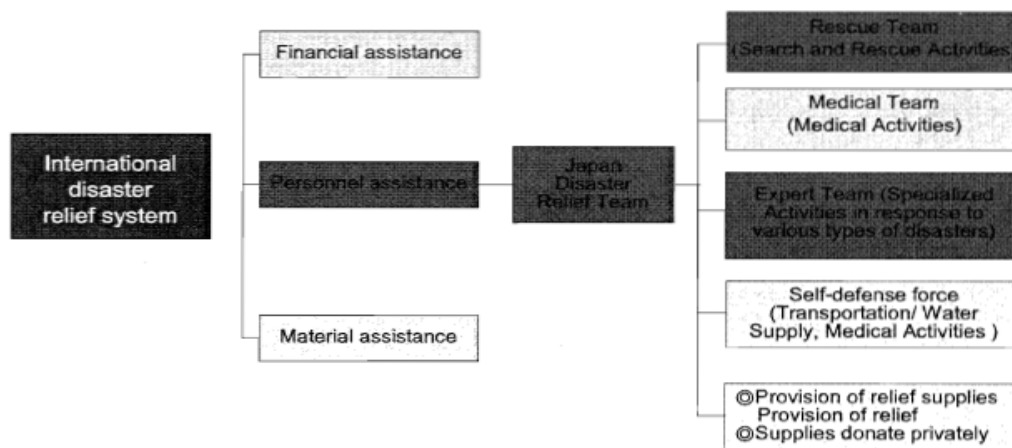 International
disaster
relief system
Financial assistance
Personnel assistance
Material assistance
Japan
Disaster
Relief Team
Rescue Team
(Search and Rescue Activities
Medical Team
(Medical Activities)
Expert Team (Specialized
Activities in response to
various types of disasters)
Self-defense force
(Transportation/ Water
Supply, Medical Activities )
◎Provision of relief supplies
Provision of relief
◎Supplies donate privately